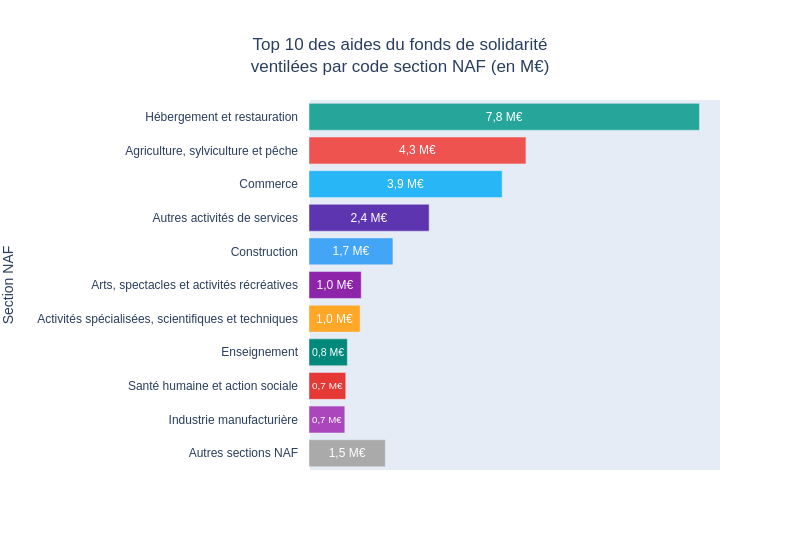 Top 10 des aides du fonds de solidarité
ventilées par code section NAF (en M€)
Section NAF
Hébergement et restauration 7,8 M€
Agriculture, sylviculture et pêche 4,3 M€
Commerce 3,9 M€
Autres activités de services 2,4 M€
Construction 1,7 M€
Arts, spectacles et activités récréatives 1,0 M€
Activités spécialisées, scientifiques et techniques 1,0 M€
Enseignement 0,8 M€
Santé humaine et action sociale 0,7 M€
Industrie manufacturière 0,7 M€
Autres sections NAF 1,5 M€